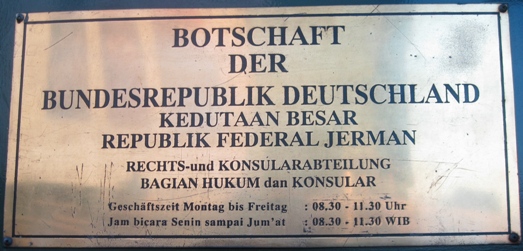 BOTSCHAFT
DER
BUNDESREPUBLIK DEUTSCHLAND
KEDUTAAN BESAR
REPUBLIK FEDERAL JERMAN
RECHTS-und KONSULARABTEILUNG
BAGIAN HUKUM dan KONSULAR
Geschäftszeit Montag bis Freitag : 08.30 - 11.30 Uhr
Jam bicara Senin sampai Jum'at : 08.30 - 11.30 WIB